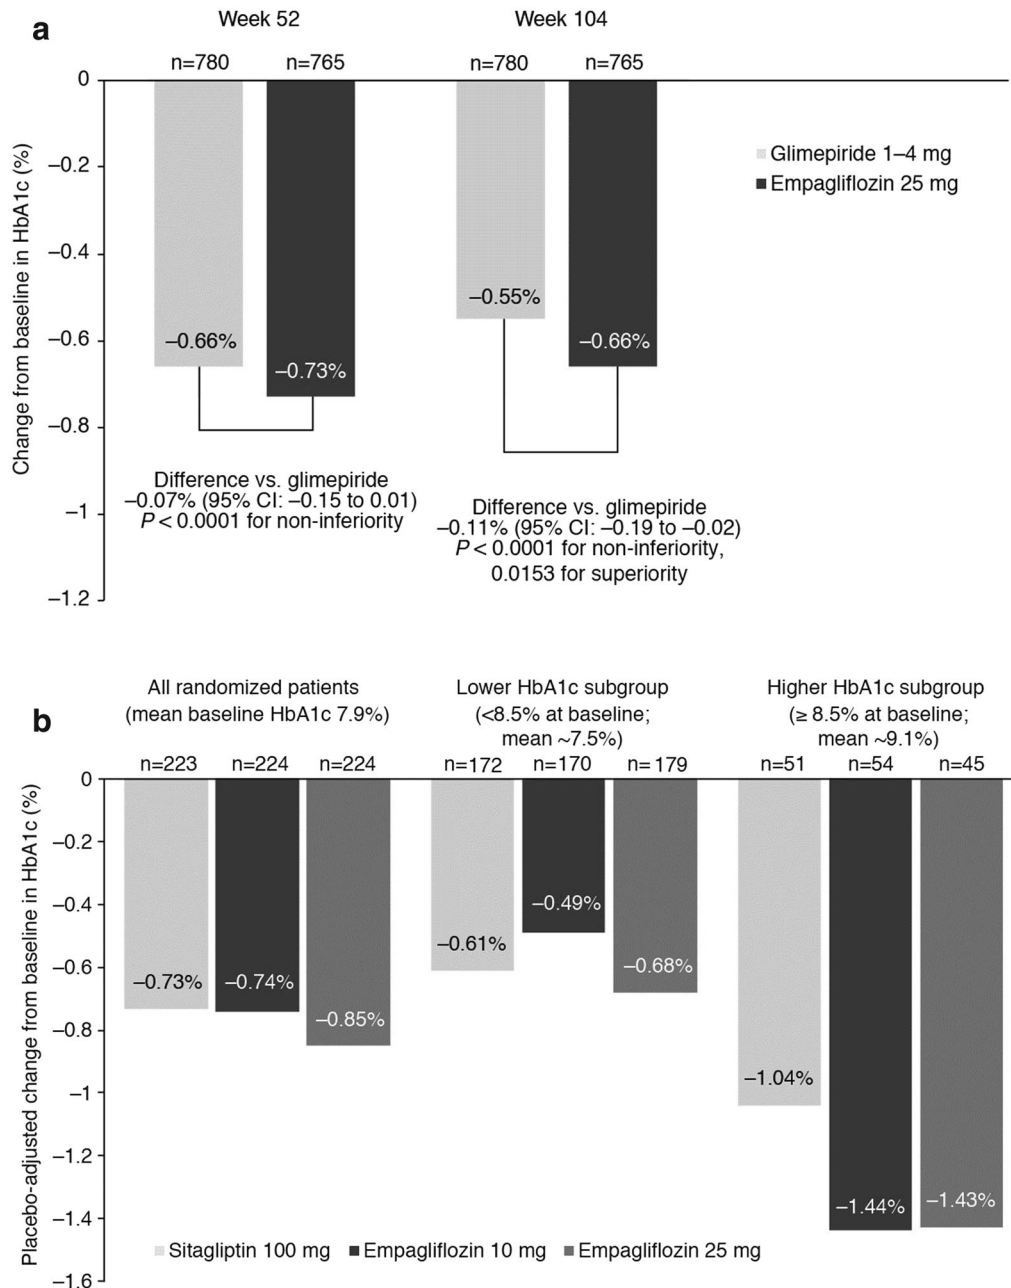 a
Week 52
Week 104
n=780
n=765
n=780
n=765
Change from baseline in HbA1c (%)
0
–0.2
–0.4
–0.6
–0.8
–1
–1.2
–0.66%
–0.73%
–0.55%
–0.66%
Glimepiride 1–4 mg
Empagliflozin 25 mg
Difference vs. glimepiride
–0.07% (95% CI: –0.15 to 0.01)
P < 0.0001 for non-inferiority
Difference vs. glimepiride
–0.11% (95% CI: –0.19 to –0.02)
P < 0.0001 for non-inferiority,
0.0153 for superiority
b
All randomized patients
(mean baseline HbA1c 7.9%)
Lower HbA1c subgroup
(<8.5% at baseline;
mean ~7.5%)
Higher HbA1c subgroup
(≥ 8.5% at baseline;
mean ~9.1%)
n=223
n=224
n=224
n=172
n=170
n=179
n=51
n=54
n=45
Placebo-adjusted change from baseline in HbA1c (%)
0
–0.2
–0.4
–0.6
–0.8
–1
–1.2
–1.4
–1.6
–0.73%
–0.74%
–0.85%
–0.61%
–0.49%
–0.68%
–1.04%
–1.44%
–1.43%
Sitagliptin 100 mg
Empagliflozin 10 mg
Empagliflozin 25 mg